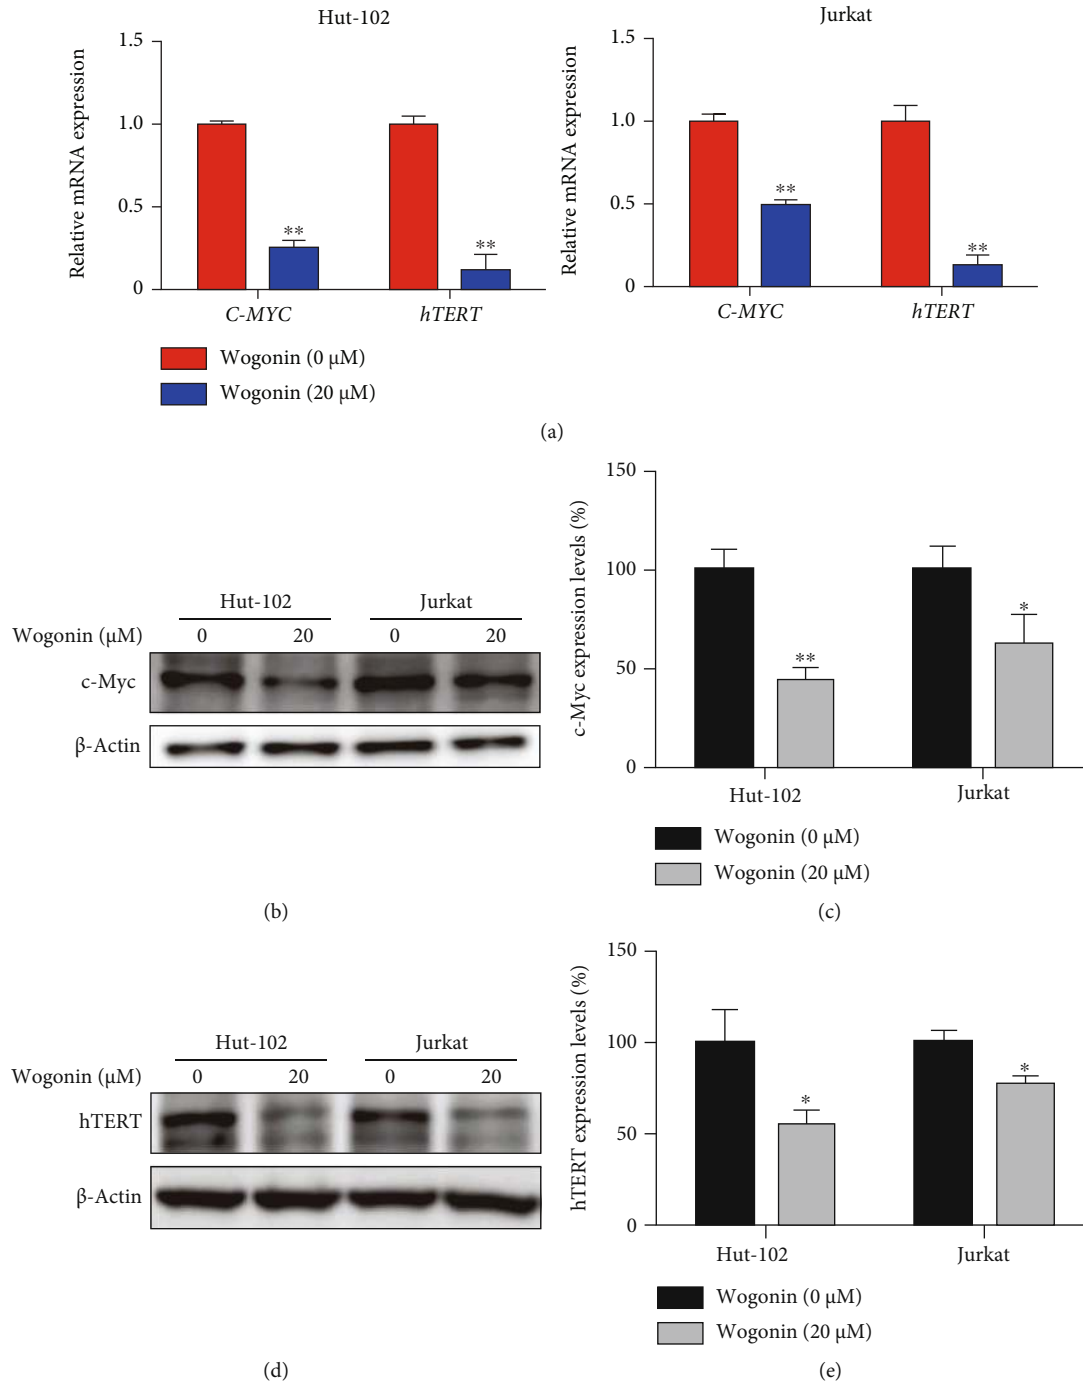 Hut-102
Relative mRNA expression
1.5
1.0
0.5
0
**
**
C-MYC
hTERT
Jurkat
Relative mRNA expression
1.5
1.0
0.5
0
**
**
C-MYC
hTERT
Wogonin (0 μM)
Wogonin (20 μM)
(a)
Hut-102
Jurkat
Wogonin (μM)
0
20
0
20
c-Myc
β-Actin
(b)
c-Myc expression levels (%)
150
100
50
0
**
*
Hut-102
Jurkat
Wogonin (0 μM)
Wogonin (20 μM)
(c)
Hut-102
Jurkat
Wogonin (μM)
0
20
0
20
hTERT
β-Actin
(d)
hTERT expression levels (%)
150
100
50
0
*
*
Hut-102
Jurkat
Wogonin (0 μM)
Wogonin (20 μM)
(e)